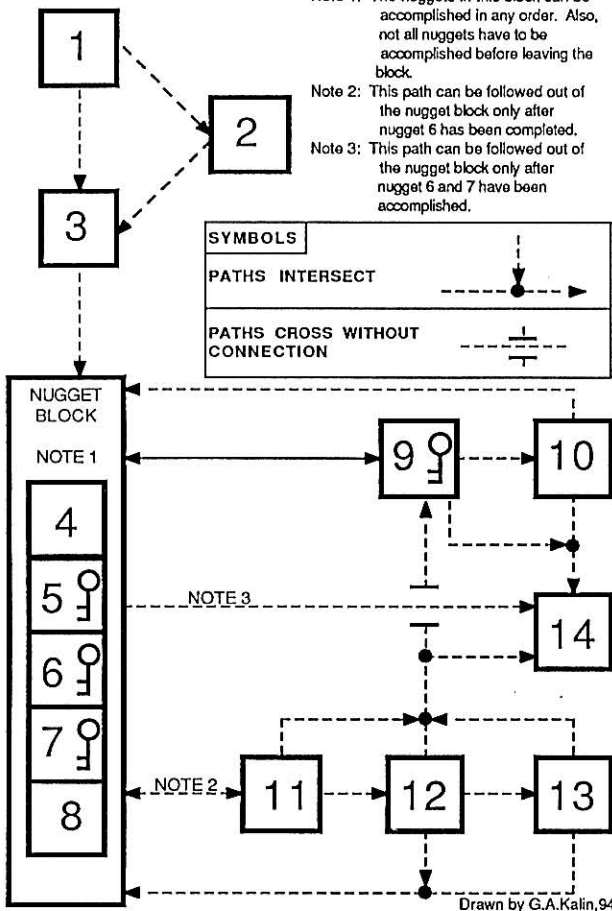 accomplished in any order. Also,
not all nuggets have to be
accomplished before leaving the
block.
Note 2: This path can be followed out of
the nugget block only after
nugget 6 has been completed.
Note 3: This path can be followed out of
the nugget block only after
nugget 6 and 7 have been
accomplished.
1
2
3
SYMBOLS
PATHS INTERSECT
PATHS CROSS WITHOUT
CONNECTION
NUGGET
BLOCK
NOTE 1
4
5
6
7
8
9
10
NOTE 3
14
NOTE 2
11
12
13
Drawn by G.A.Kalin,94